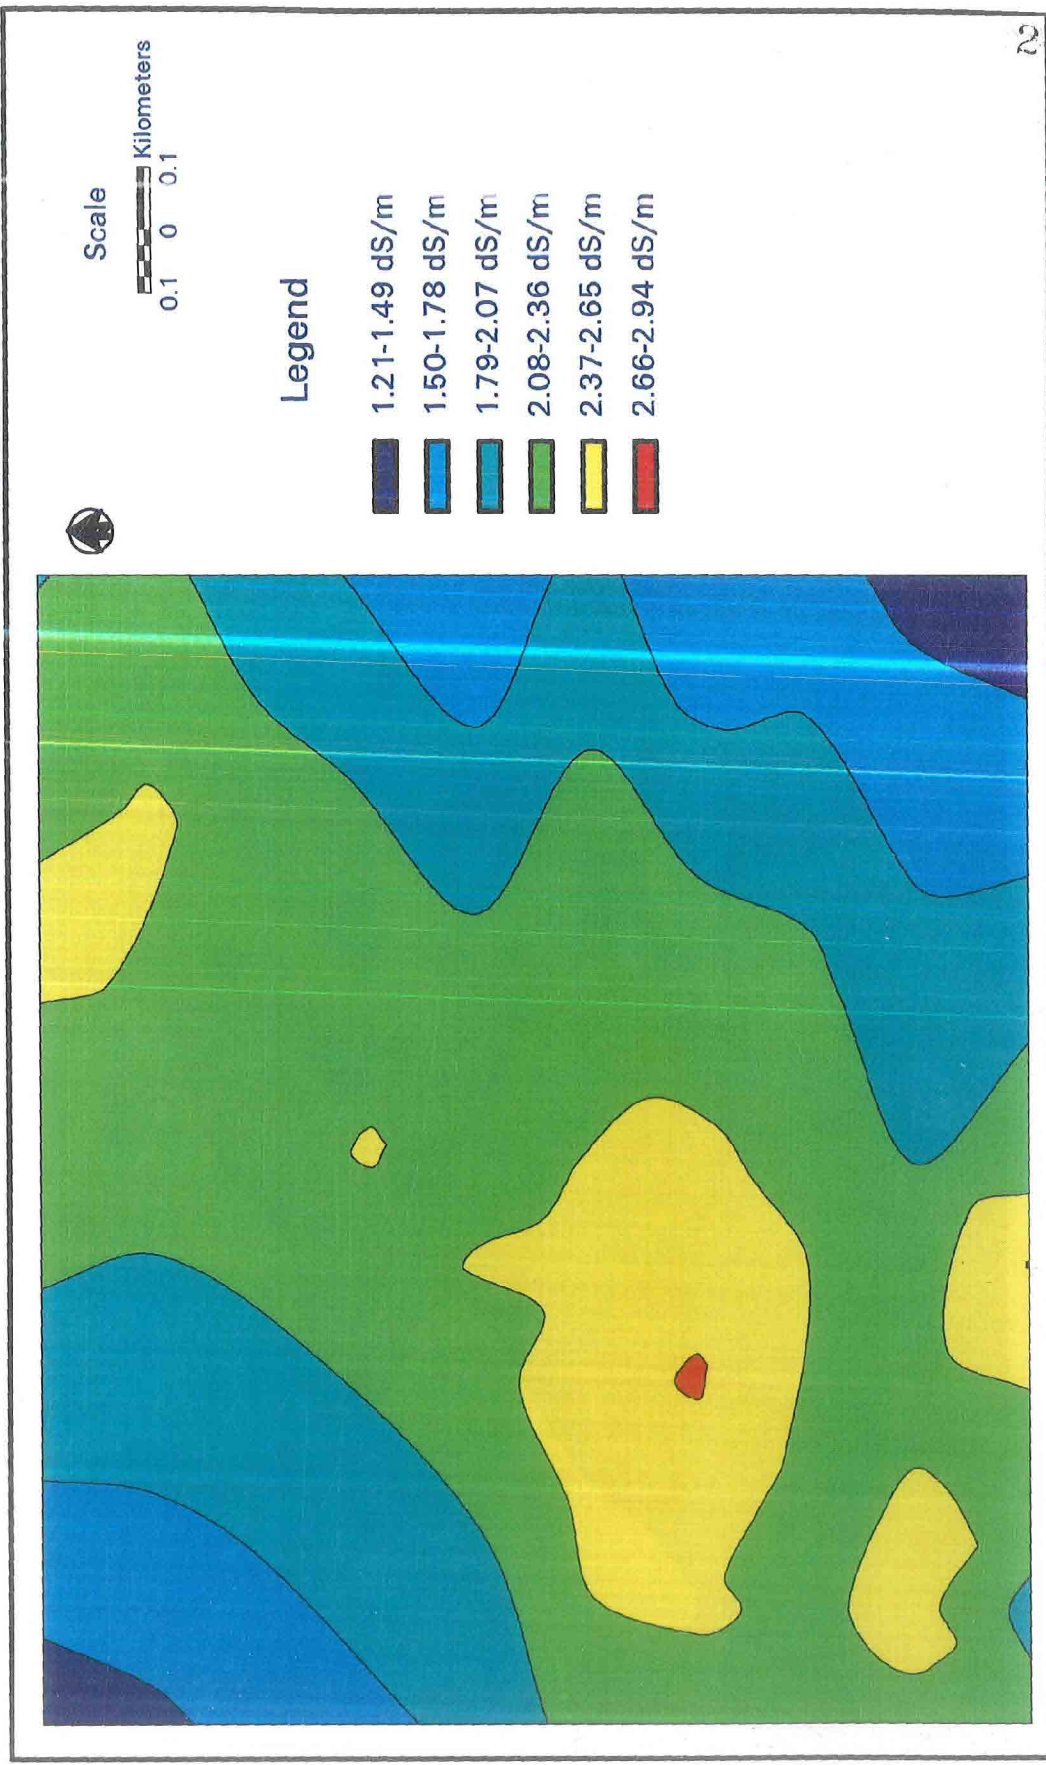 Scale
Kilometers
0.1 0 0.1
Legend
1.21-1.49 dS/m
1.50-1.78 dS/m
1.79-2.07 dS/m
2.08-2.36 dS/m
2.37-2.65 dS/m
2.66-2.94 dS/m
2